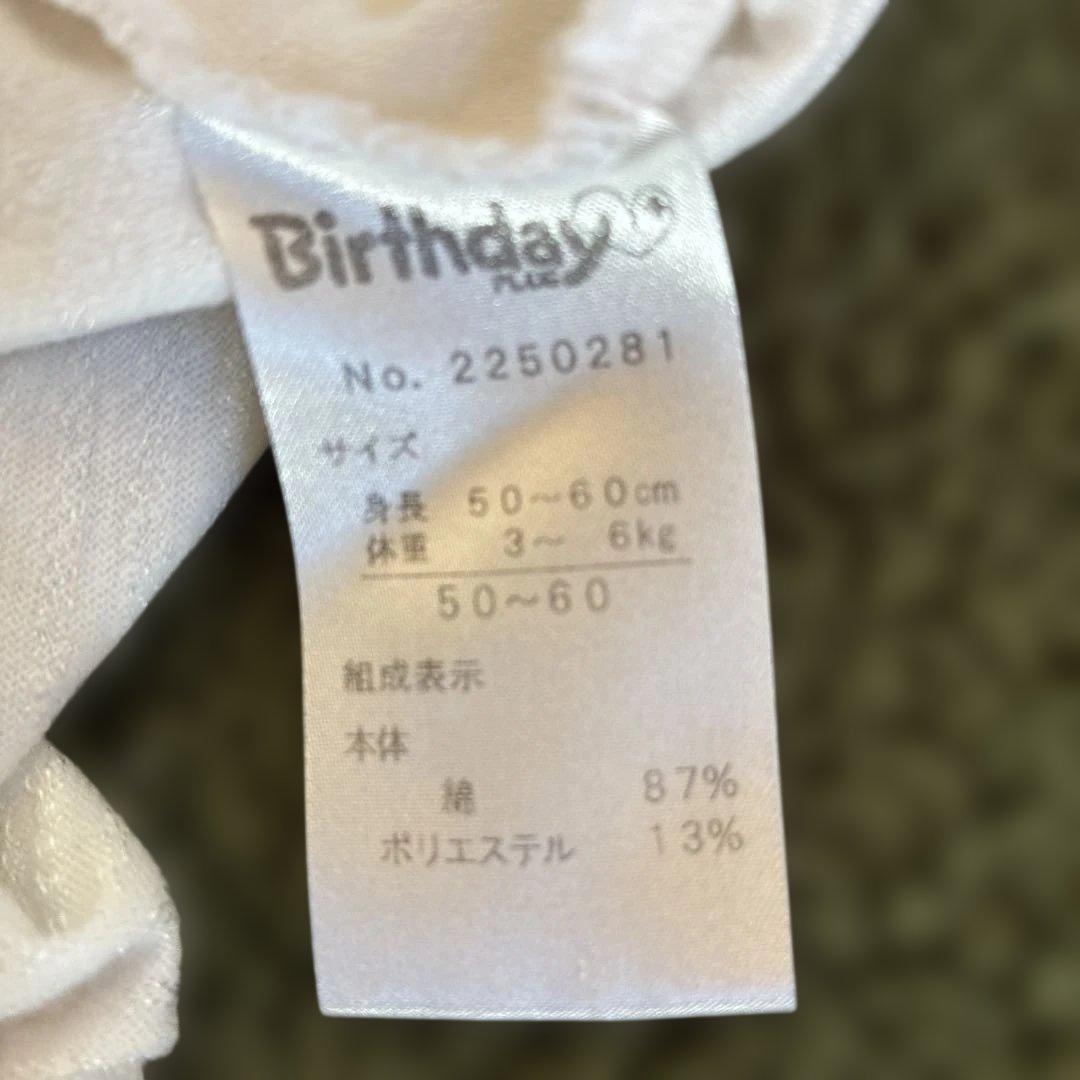 Birthday
No. 2250281
サイズ
身長 50～60cm
体重 3～ 6kg
50～60
組成表示
本体
綿 87%
ポリエステル 13%